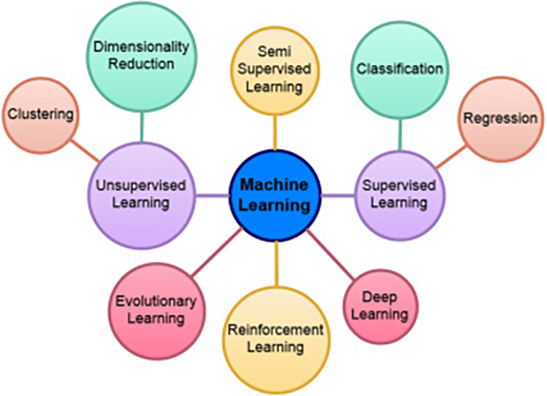 Dimensionality
Reduction
Semi
Supervised
Learning
Classification
Clustering
Regression
Unsupervised
Learning
Machine
Learning
Supervised
Learning
Evolutionary
Learning
Reinforcement
Learning
Deep
Learning